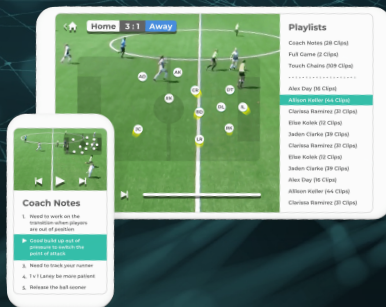 Home 3:1 Away
Playlists
Coach Notes (28 Clips)
Full Game (2 Clips)
Touch Chains (109 Clips)
Alex Day (16 Clips)
Allison Keller (44 Clips)
Clarissa Ramirez (31 Clips)
Elise Kolek (12 Clips)
Jaden Clarke (39 Clips)
Clarissa Ramirez (31 Clips)
Elise Kolek (12 Clips)
Jaden Clarke (39 Clips)
Alex Day (16 Clips)
Allison Keller (44 Clips)
Clarissa Ramirez (31 Clips)
Coach Notes
1. Need to work on the
transition when players
are out of position
Good build up out of
pressure to switch the
point of attack
3. Need to track your runner
4. 1 v 1 Laney be more patient
5. Release the ball sooner